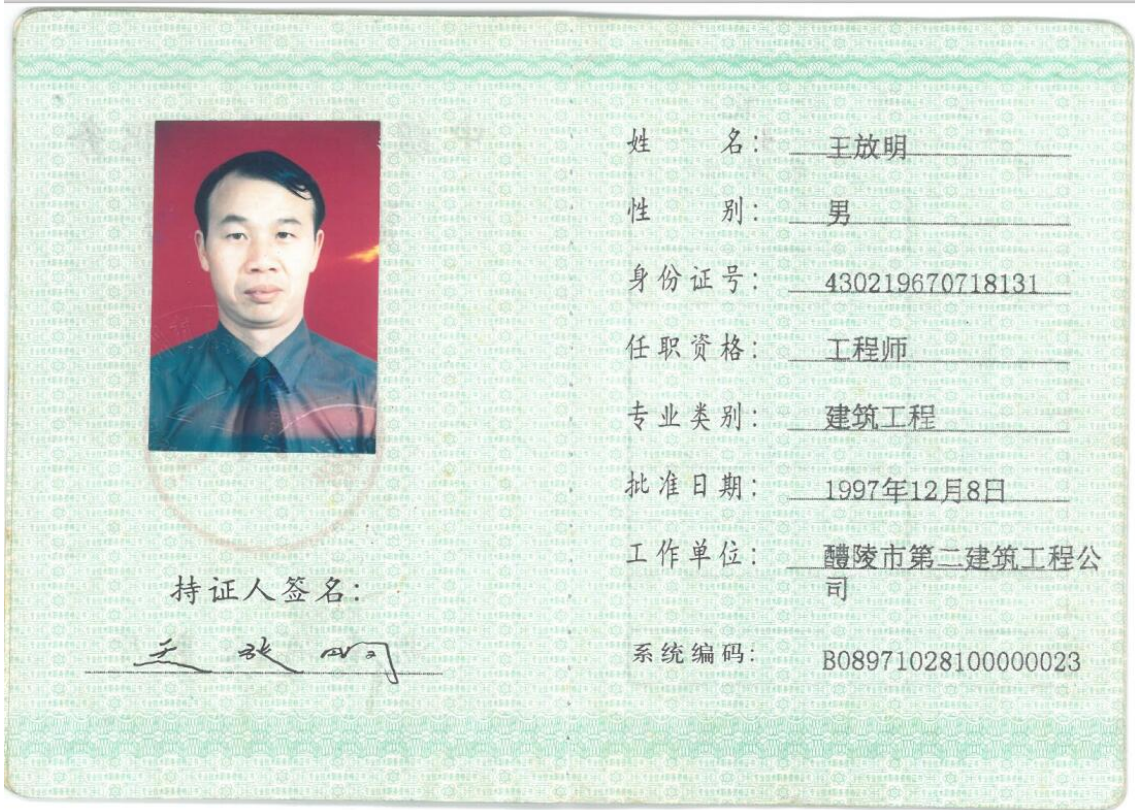 持证人签名：
王放明
姓 名： 王放明
性 别： 男
身份证号： 430219670718131
任职资格： 工程师
专业类别： 建筑工程
批准日期： 1997年12月8日
工作单位： 醴陵市第二建筑工程公
司
系统编码： B08971028100000023